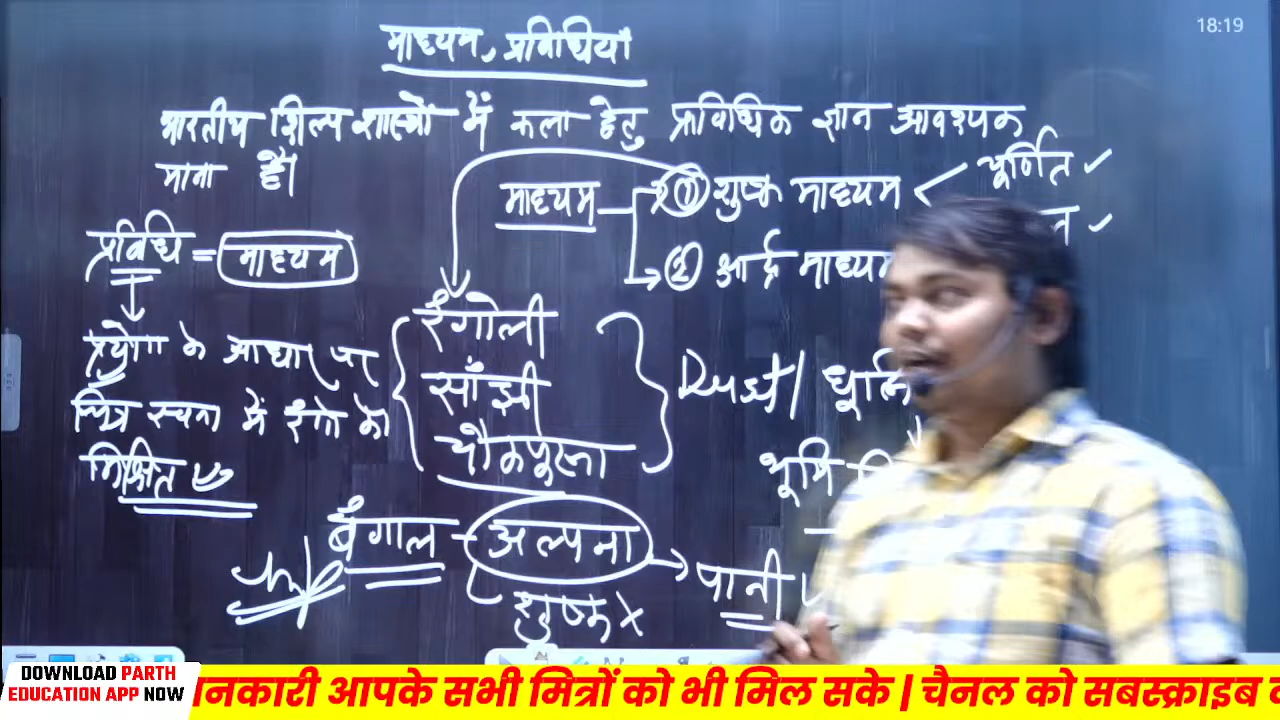 18:19
माध्यम, प्रविधियाँ
भारतीय शिल्प शास्त्रों में कला हेतु प्राविधिक ज्ञान आवश्यक
माना है।
माध्यम
① शुष्क माध्यम
चूर्णित ✓
② आर्द्र माध्यम
प्रविधि = माध्यम
प्रयोग के आधार पर
चित्र रचना में रंगो को
मिश्रित
रंगोली
साँझी
चौकपूरना
Dust/ धूलि
भूमि
बंगाल - अल्पना → पानी
शुष्क X
DOWNLOAD PARTH
EDUCATION APP NOW
नकारी आपके सभी मित्रों को भी मिल सके | चैनल को सबस्क्राइब